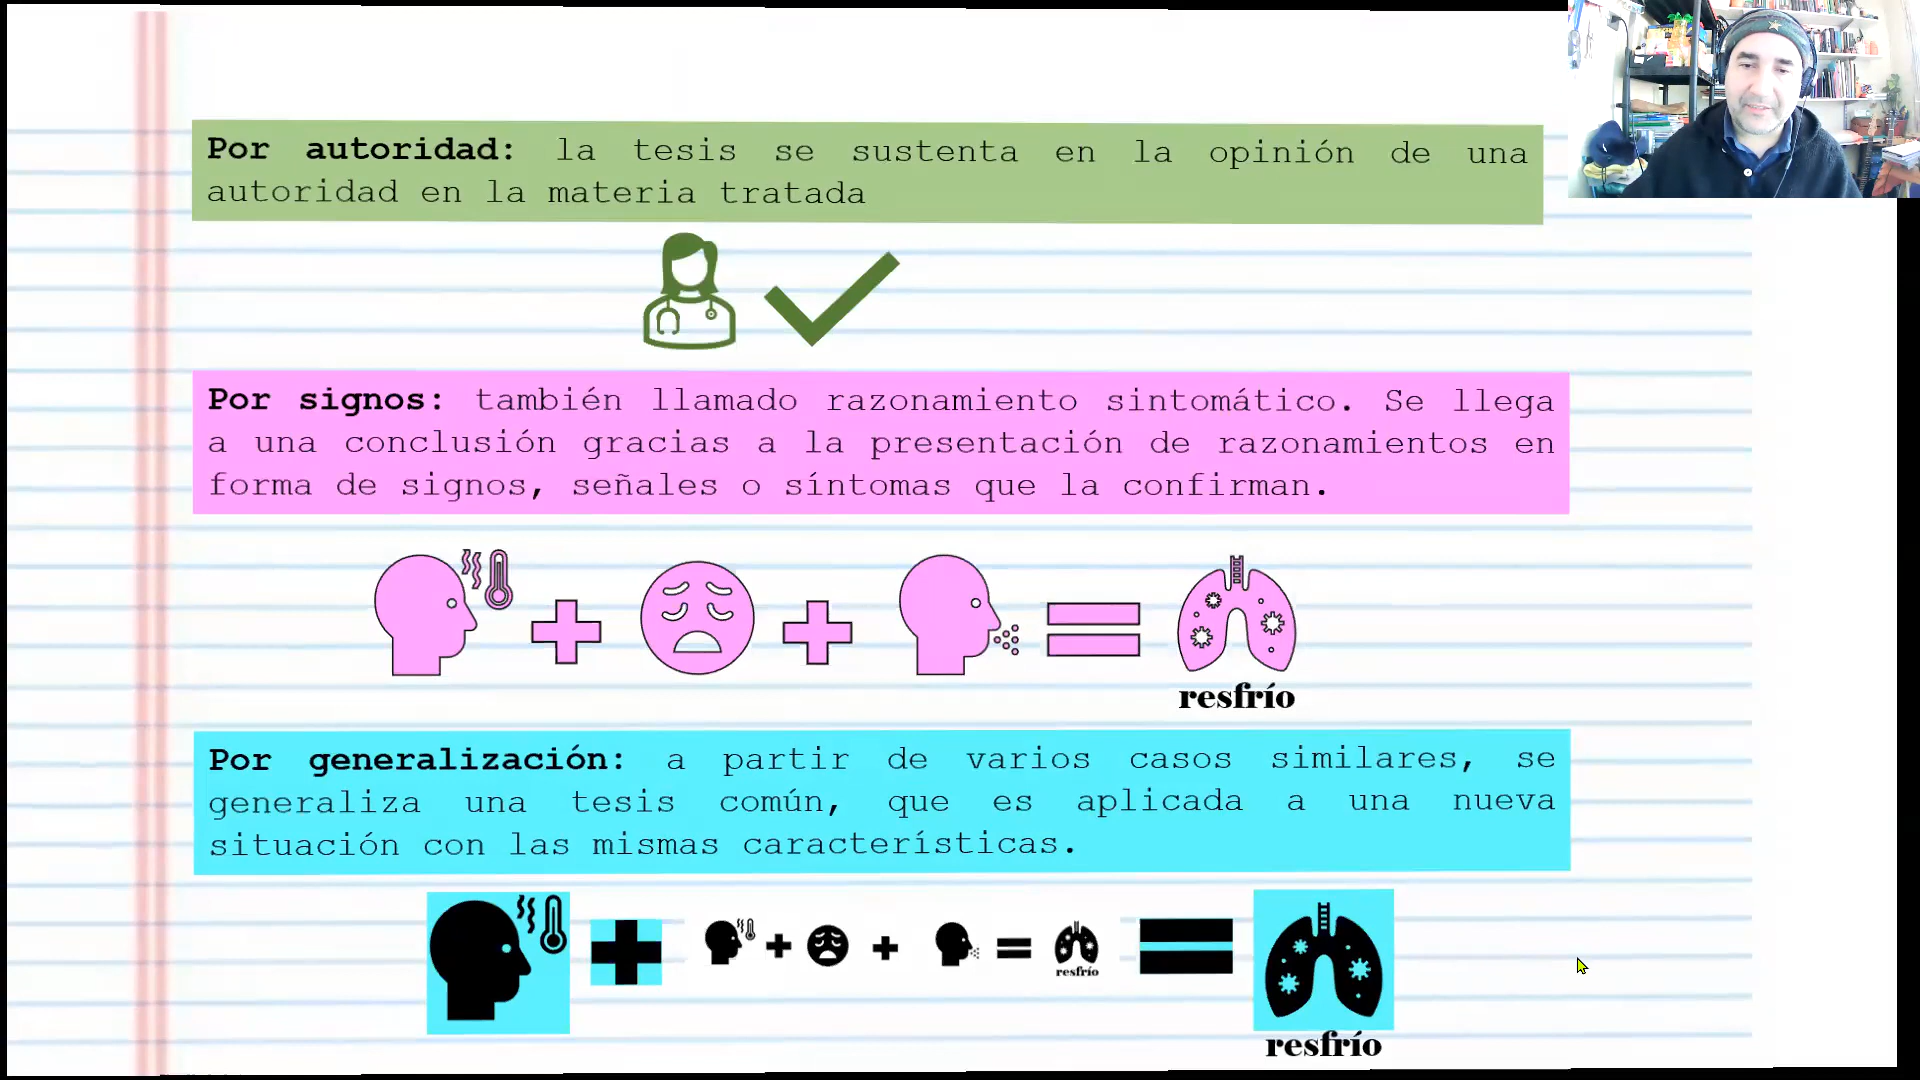 Por autoridad: la tesis se sustenta en la opinión de una
autoridad en la materia tratada
Por signos: también llamado razonamiento sintomático. Se llega
a una conclusión gracias a la presentación de razonamientos en
forma de signos, señales o síntomas que la confirman.
resfrío
Por generalización: a partir de varios casos similares, se
generaliza una tesis común, que es aplicada a una nueva
situación con las mismas características.
resfrío
resfrío